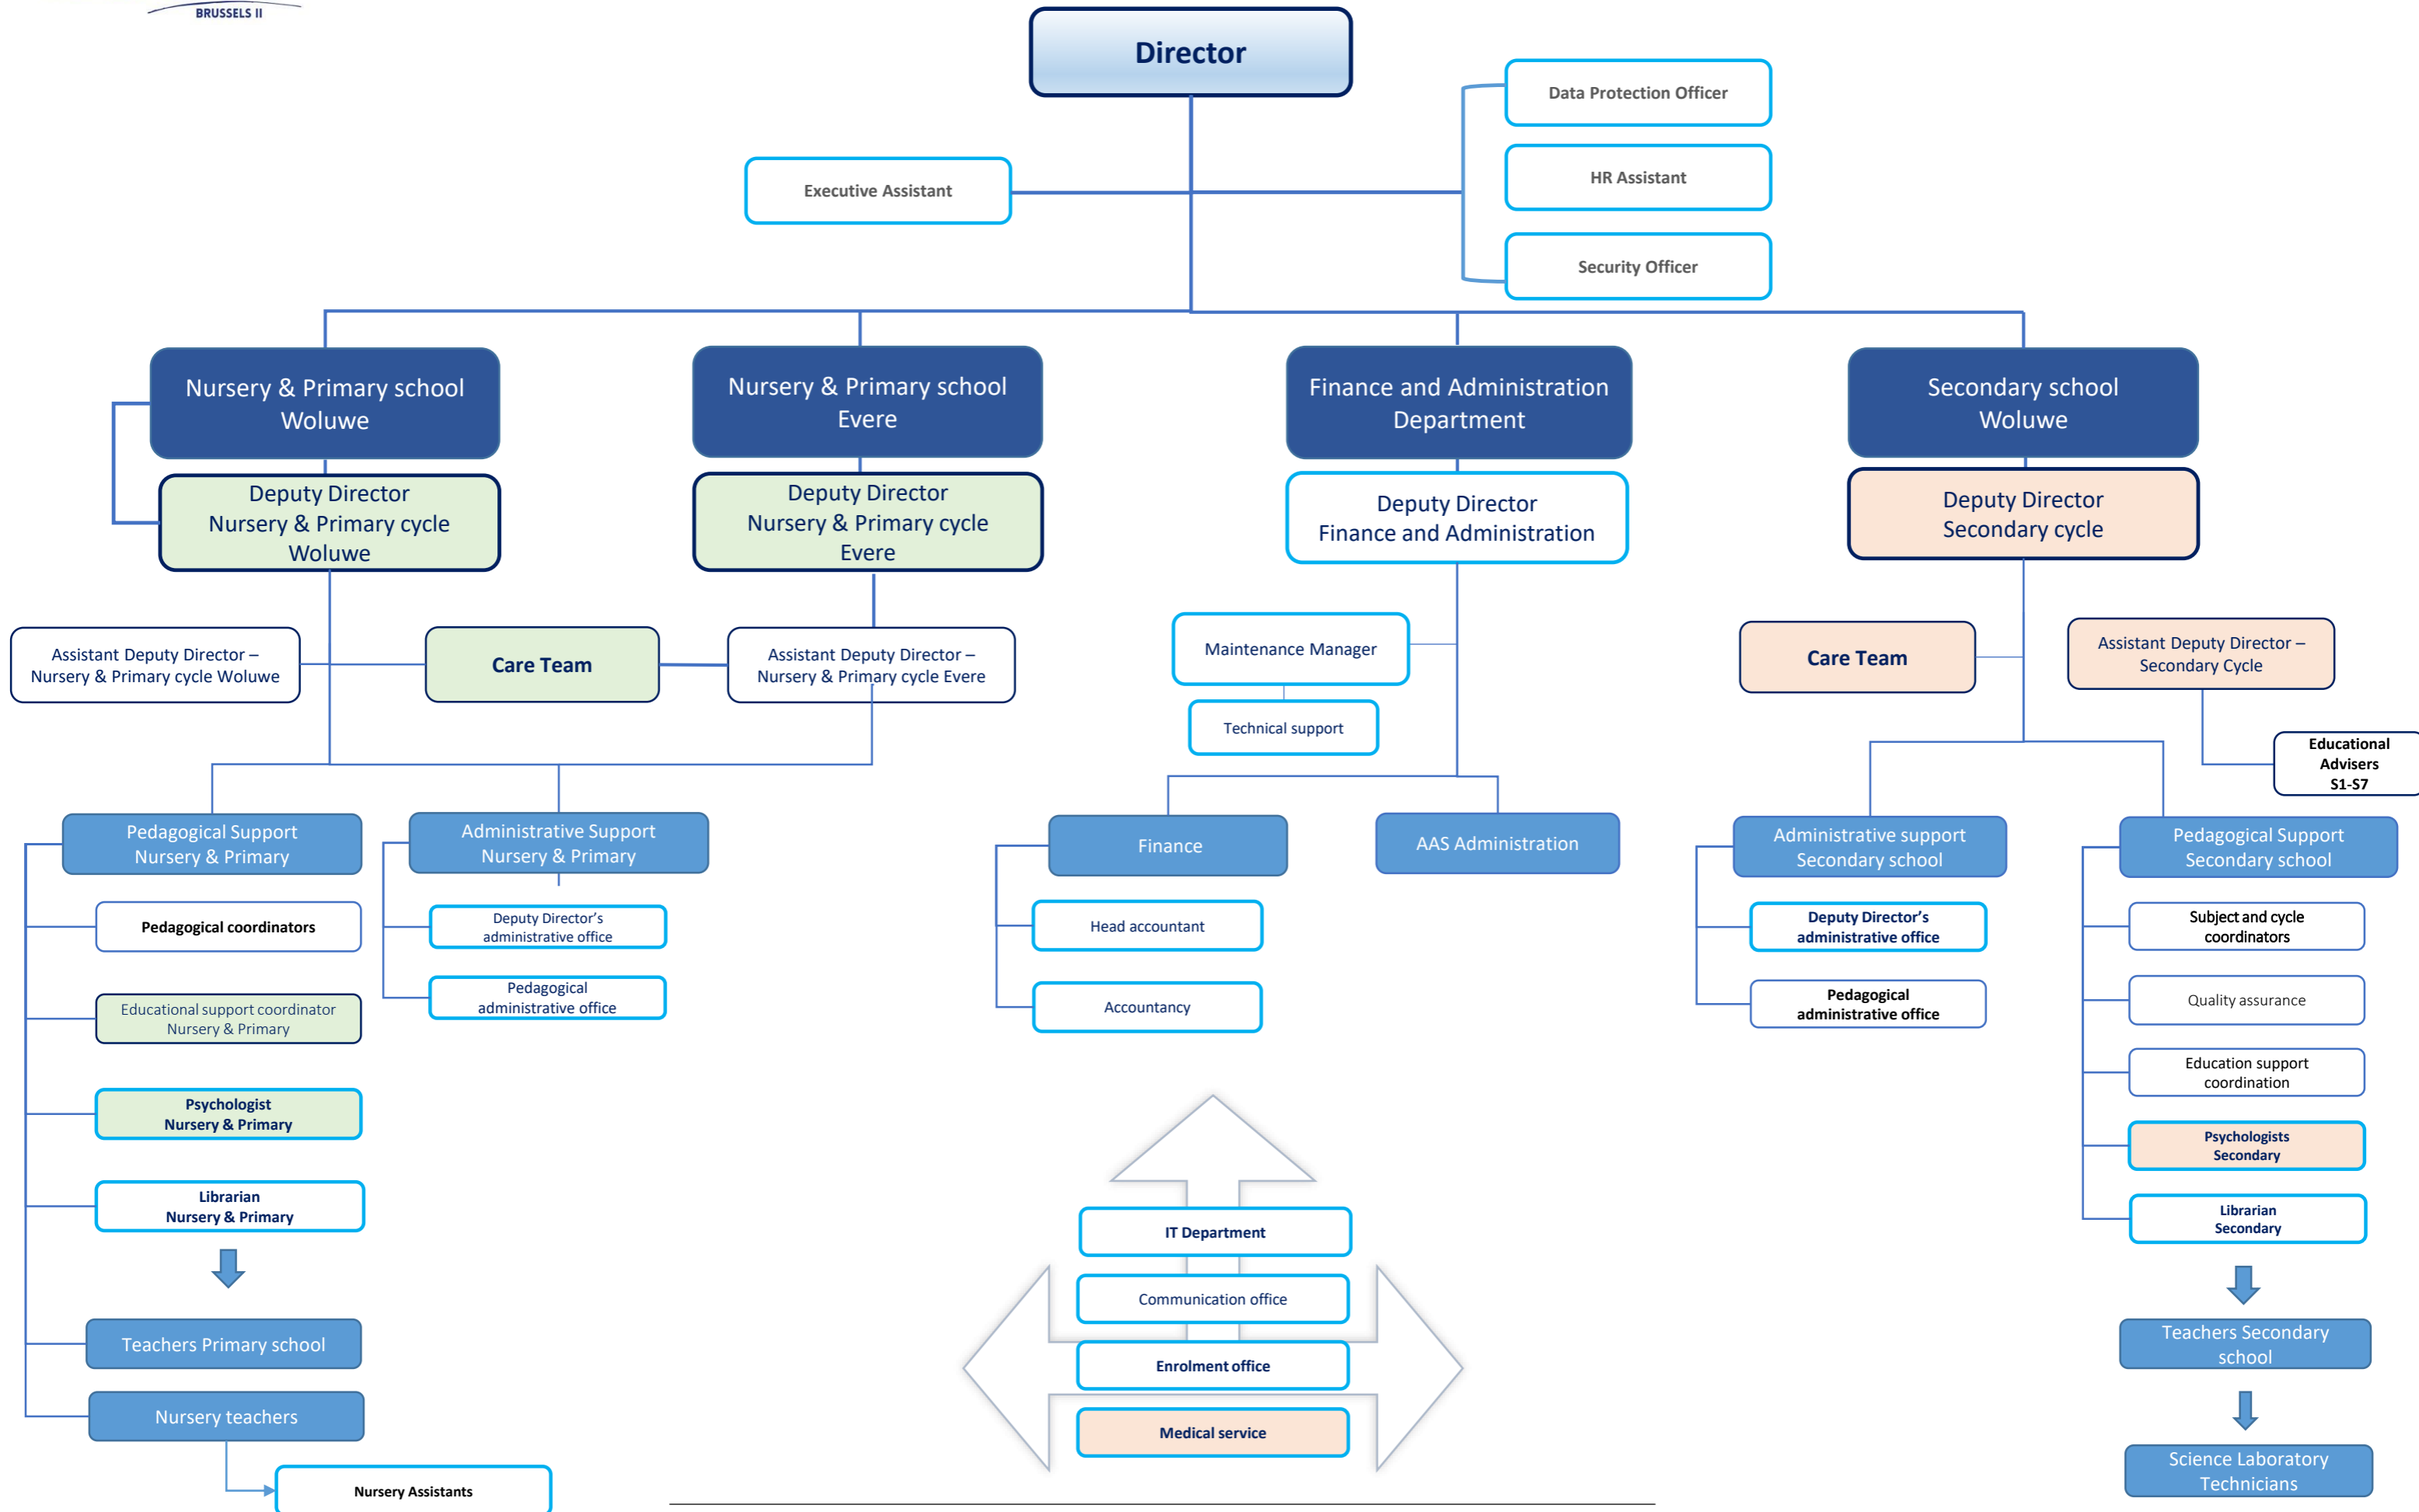 BRUSSELS II
Director
Data Protection Officer
Executive Assistant
HR Assistant
Security Officer
Nursery & Primary school
Woluwe
Nursery & Primary school
Evere
Finance and Administration
Department
Secondary school
Woluwe
Deputy Director
Nursery & Primary cycle
Woluwe
Deputy Director
Nursery & Primary cycle
Evere
Deputy Director
Finance and Administration
Deputy Director
Secondary cycle
Assistant Deputy Director –
Nursery & Primary cycle Woluwe
Care Team
Assistant Deputy Director –
Nursery & Primary cycle Evere
Maintenance Manager
Technical support
Care Team
Assistant Deputy Director –
Secondary Cycle
Educational
Advisers
S1-S7
Pedagogical Support
Nursery & Primary
Administrative Support
Nursery & Primary
Finance
AAS Administration
Administrative support
Secondary school
Pedagogical Support
Secondary school
Pedagogical coordinators
Educational support coordinator
Nursery & Primary
Psychologist
Nursery & Primary
Librarian
Nursery & Primary
Teachers Primary school
Nursery teachers
Nursery Assistants
Deputy Director's
administrative office
Pedagogical
administrative office
Head accountant
Accountancy
IT Department
Communication office
Enrolment office
Medical service
Deputy Director's
administrative office
Pedagogical
administrative office
Subject and cycle
coordinators
Quality assurance
Education support
coordination
Psychologists
Secondary
Librarian
Secondary
Teachers Secondary
school
Science Laboratory
Technicians